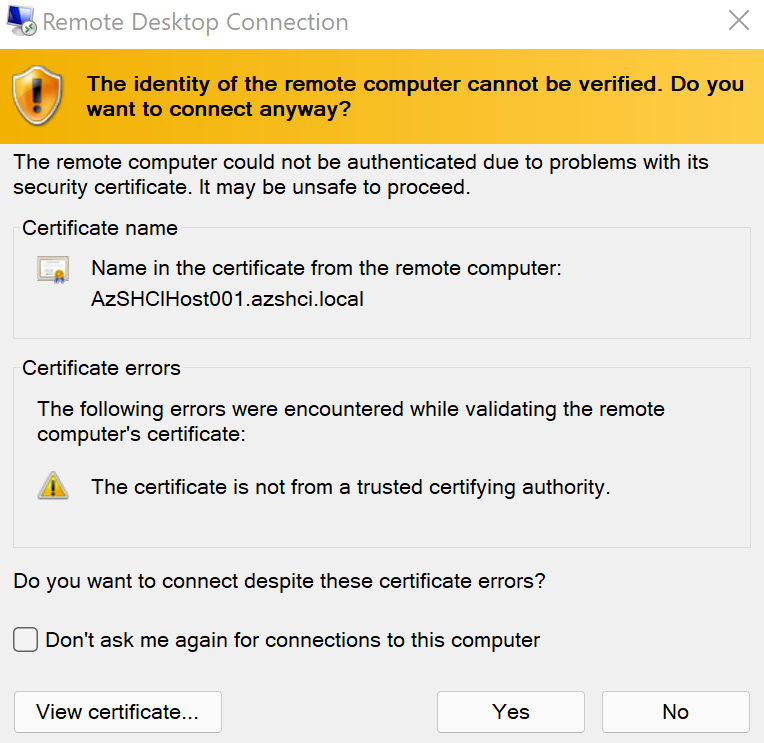 Remote Desktop Connection
The identity of the remote computer cannot be verified. Do you
want to connect anyway?
The remote computer could not be authenticated due to problems with its
security certificate. It may be unsafe to proceed.
Certificate name
Name in the certificate from the remote computer:
AzSHCIHost001.azshci.local
Certificate errors
The following errors were encountered while validating the remote
computer's certificate:
The certificate is not from a trusted certifying authority.
Do you want to connect despite these certificate errors?
Don't ask me again for connections to this computer
View certificate...
Yes
No